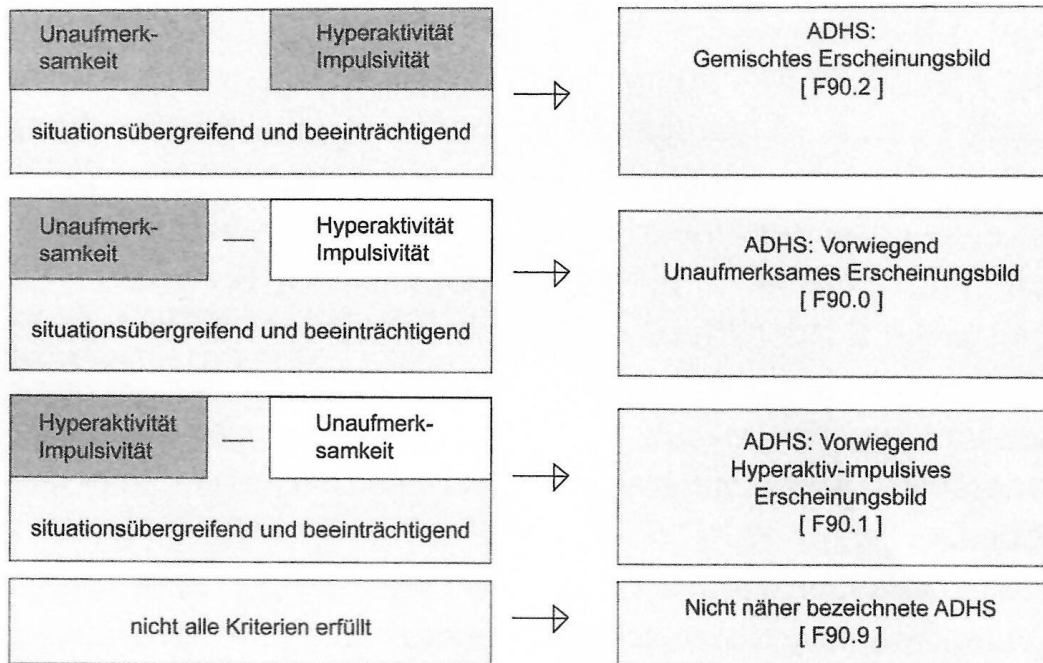 Unaufmerk-
samkeit
Hyperaktivität
Impulsivität
situationsübergreifend und beeinträchtigend
ADHS:
Gemischtes Erscheinungsbild
[ F90.2 ]
Unaufmerk-
samkeit
—
Hyperaktivität
Impulsivität
situationsübergreifend und beeinträchtigend
ADHS: Vorwiegend
Unaufmerksames Erscheinungsbild
[ F90.0 ]
Hyperaktivität
Impulsivität
—
Unaufmerk-
samkeit
situationsübergreifend und beeinträchtigend
ADHS: Vorwiegend
Hyperaktiv-impulsives
Erscheinungsbild
[ F90.1 ]
nicht alle Kriterien erfüllt
Nicht näher bezeichnete ADHS
[ F90.9 ]